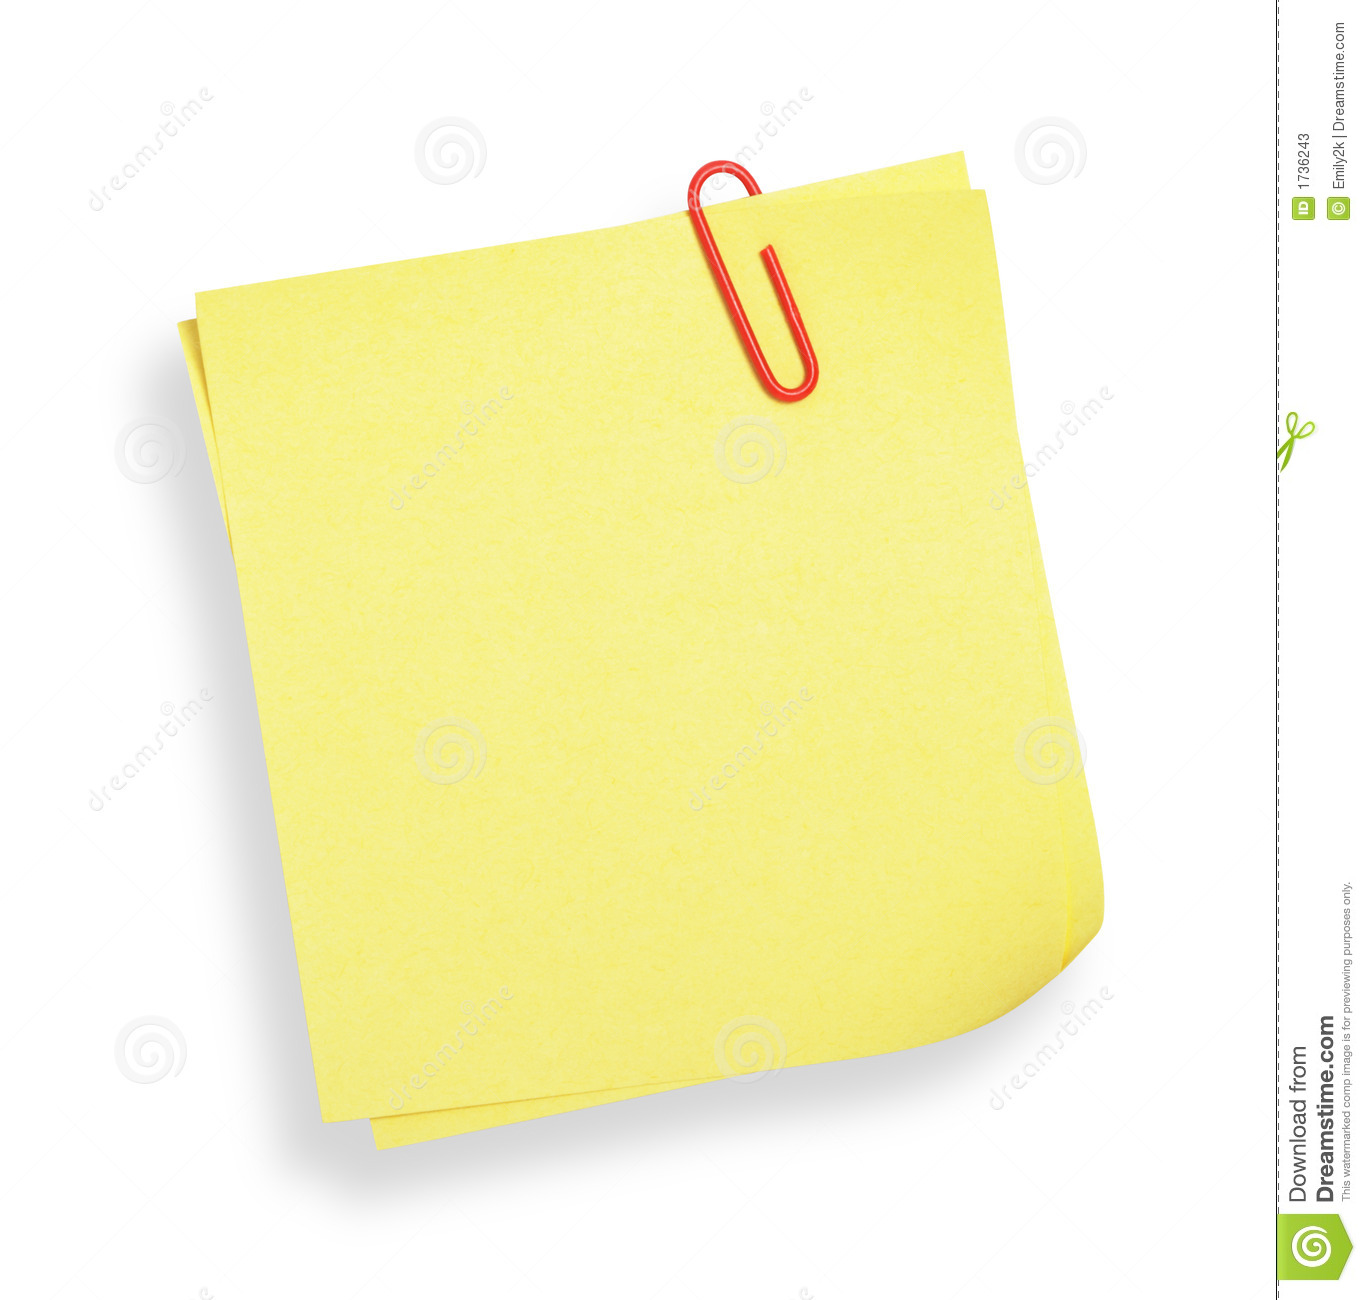 ID 1736243
© Emily2k | Dreamstime.com
Download from
Dreamstime.com
This watermarked comp image is for previewing purposes only.
dreamstime
dreamstime
dreamstime
dreamstime
dreamstime
dreamstime
dreamstime
dreamstime